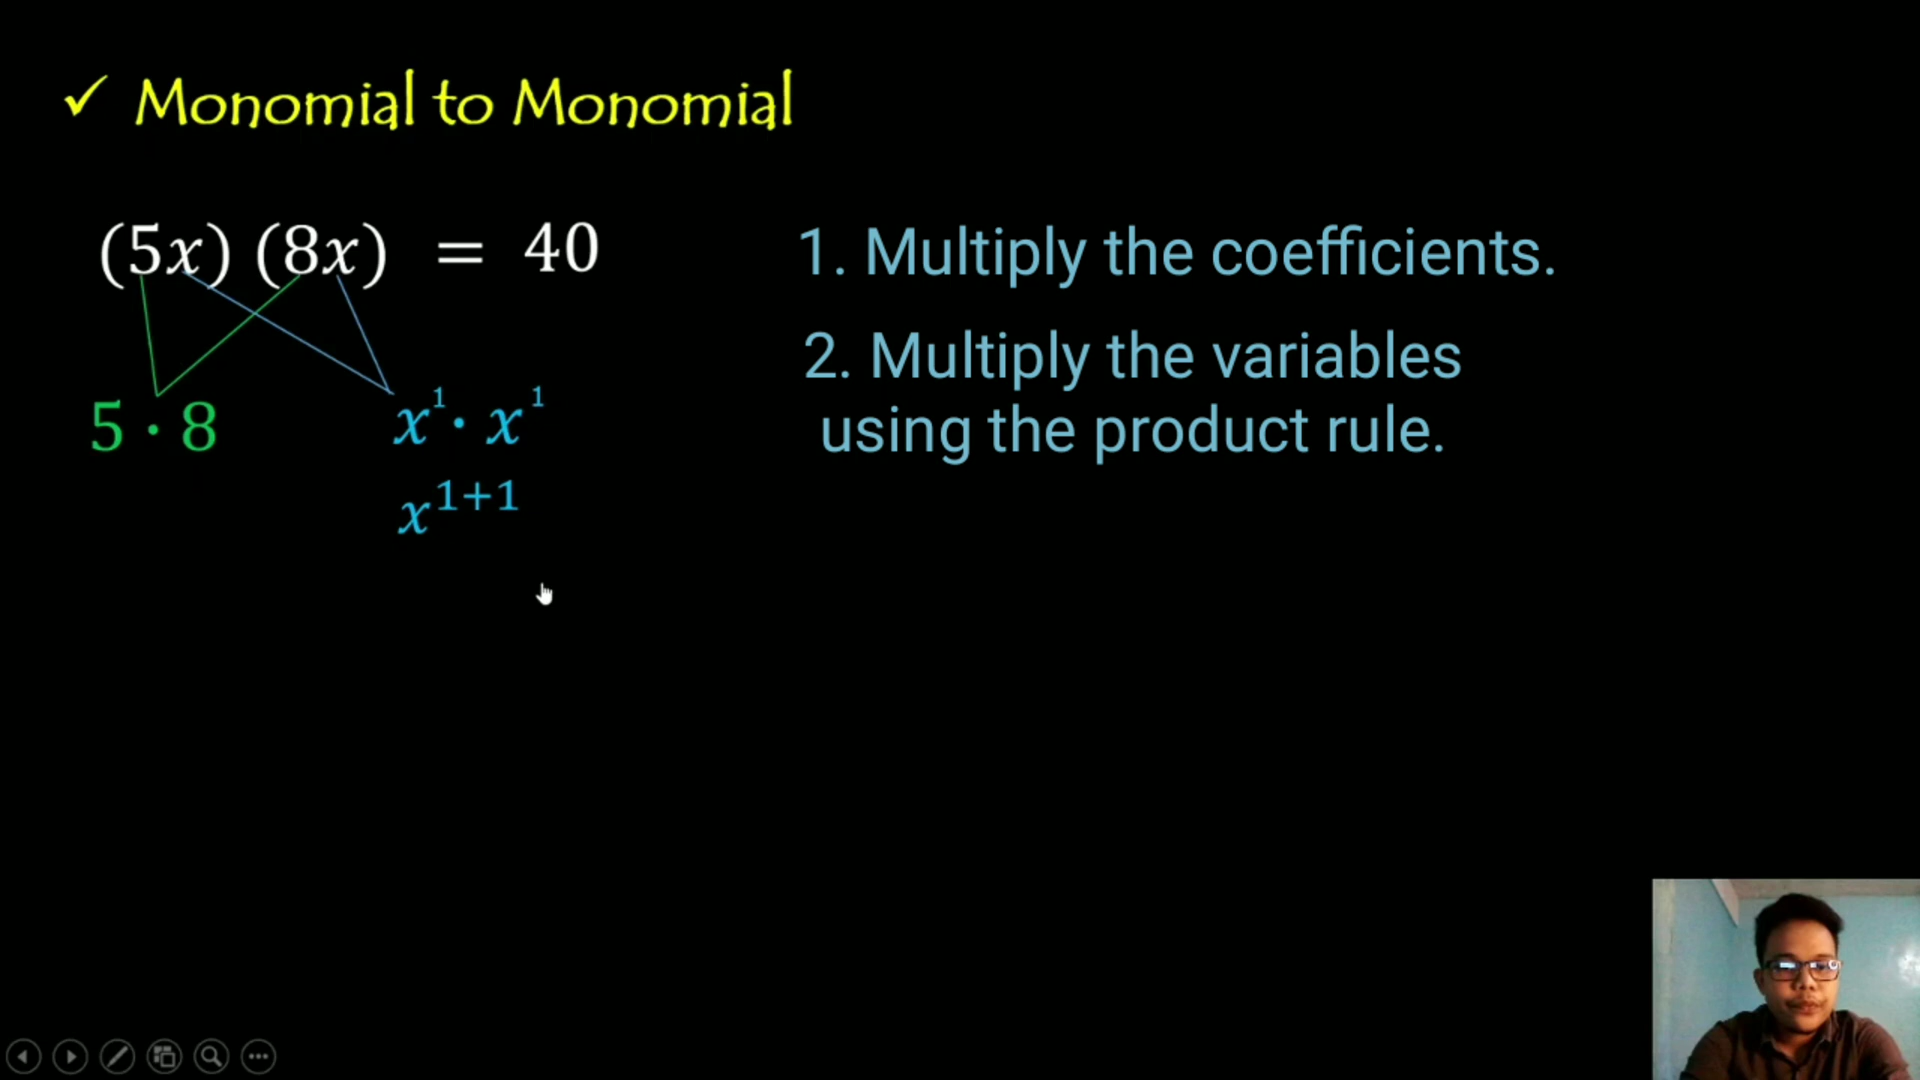 ✓ Monomial to Monomial
(5x) (8x) = 40
5 · 8
x¹ · x¹
x¹⁺¹
1. Multiply the coefficients.
2. Multiply the variables
using the product rule.